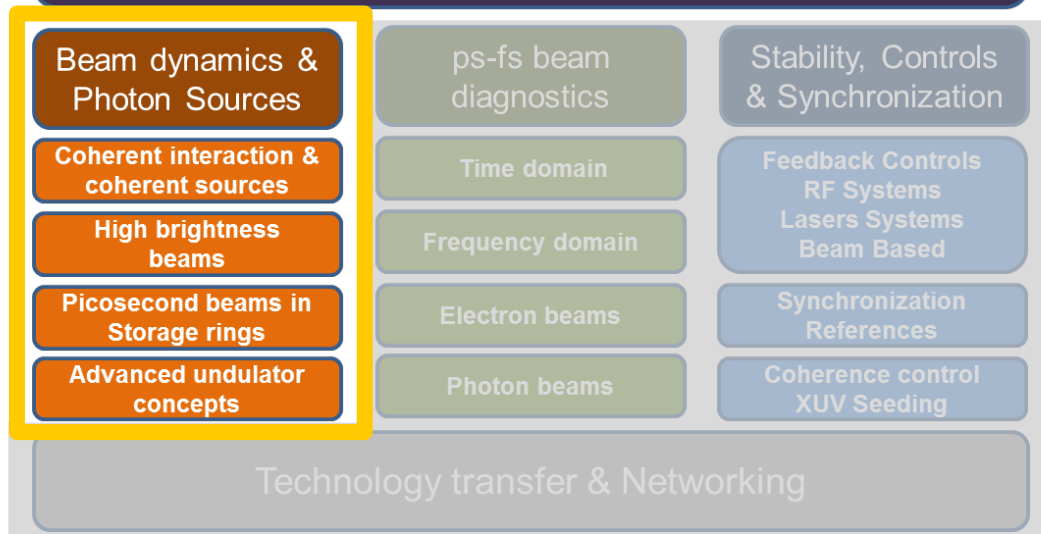 Beam dynamics &
Photon Sources
Coherent interaction &
coherent sources
High brightness
beams
Picosecond beams in
Storage rings
Advanced undulator
concepts
ps-fs beam
diagnostics
Time domain
Frequency domain
Electron beams
Photon beams
Stability, Controls
& Synchronization
Feedback Controls
RF Systems
Lasers Systems
Beam Based
Synchronization
References
Coherence control
XUV Seeding
Technology transfer & Networking